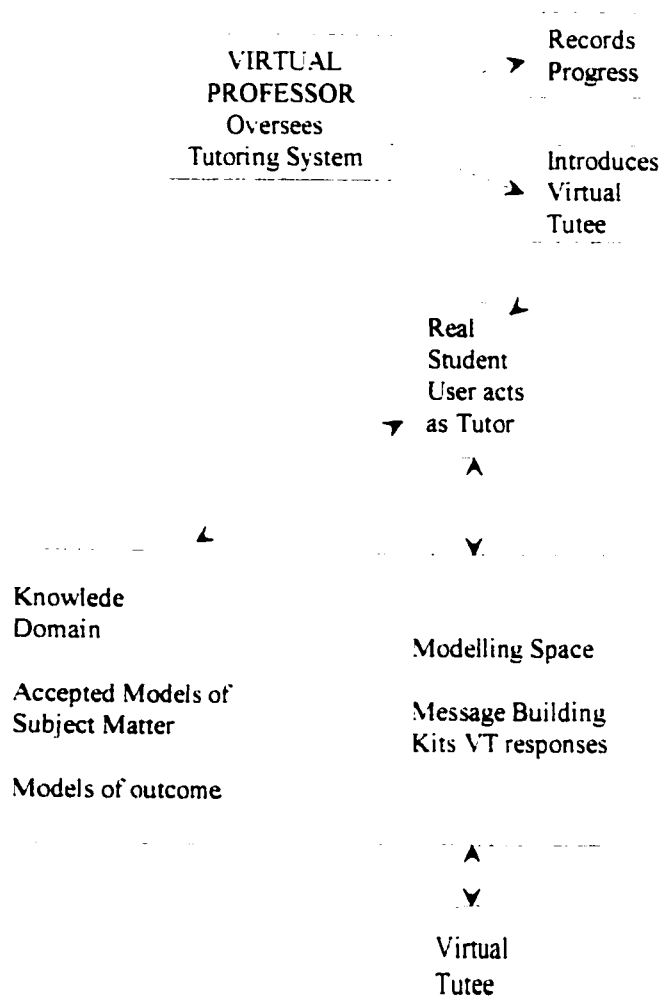 VIRTUAL
PROFESSOR
Oversees
Tutoring System
Records
Progress
Introduces
Virtual
Tutee
Real
Student
User acts
as Tutor
Knowlede
Domain
Accepted Models of
Subject Matter
Models of outcome
Modelling Space
Message Building
Kits VT responses
Virtual
Tutee